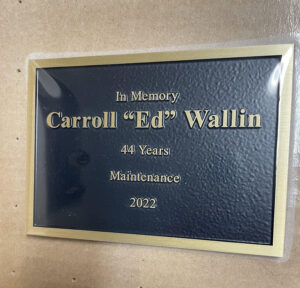 In Memory
Carroll “Ed” Wallin
44 Years
Maintenance
2022